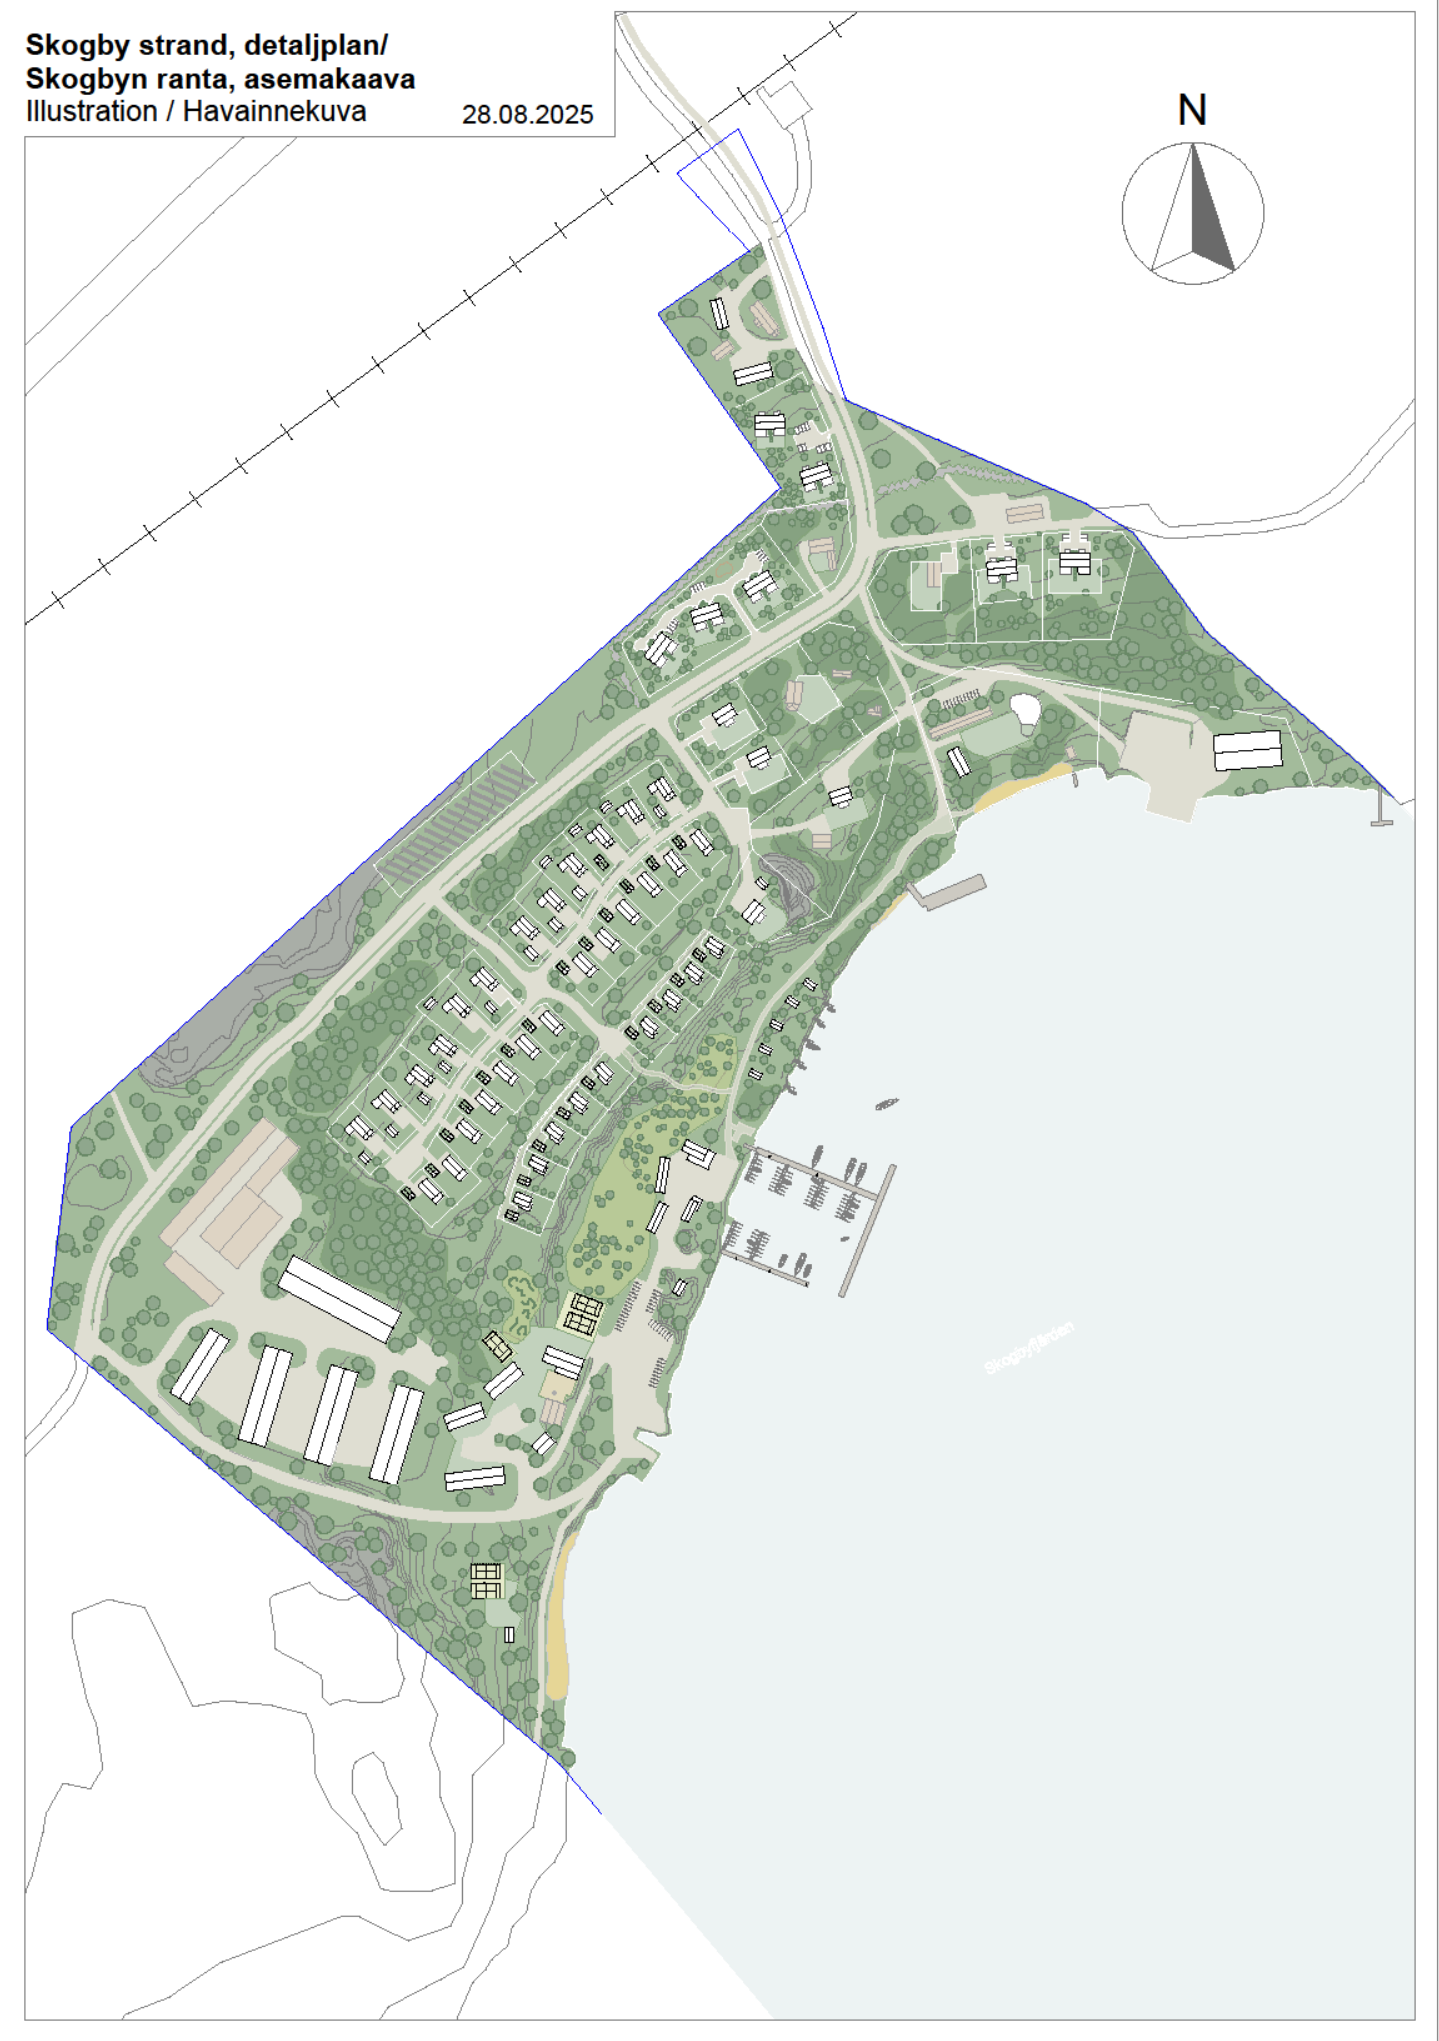 Skogby strand, detaljplan/
Skogbyn ranta, asemakaava
Illustration / Havainnekuva 28.08.2025
N
Skogbyfjärden